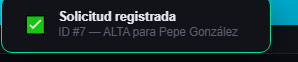 Solicitud registrada
ID #7 — ALTA para Pepe González